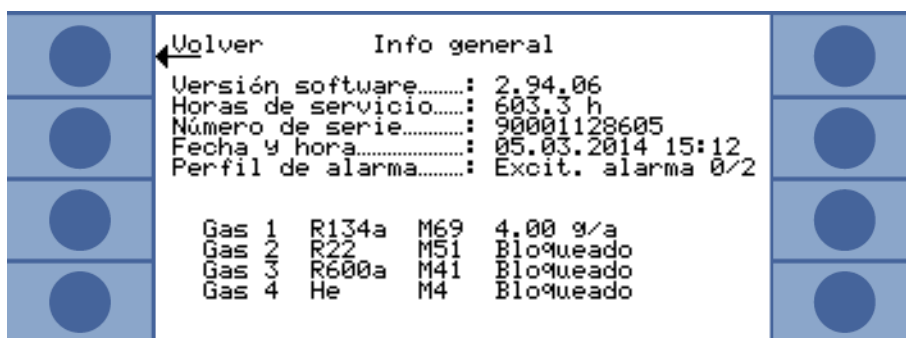 Volver Info general
Versión software........: 2.94.06
Horas de servicio.....: 603.3 h
Número de serie.........: 90001128605
Fecha y hora................: 05.03.2014 15:12
Perfil de alarma.......: Excit. alarma 0/2
Gas 1 R134a M69 4.00 g/a
Gas 2 R22 M51 Bloqueado
Gas 3 R600a M41 Bloqueado
Gas 4 He M4 Bloqueado